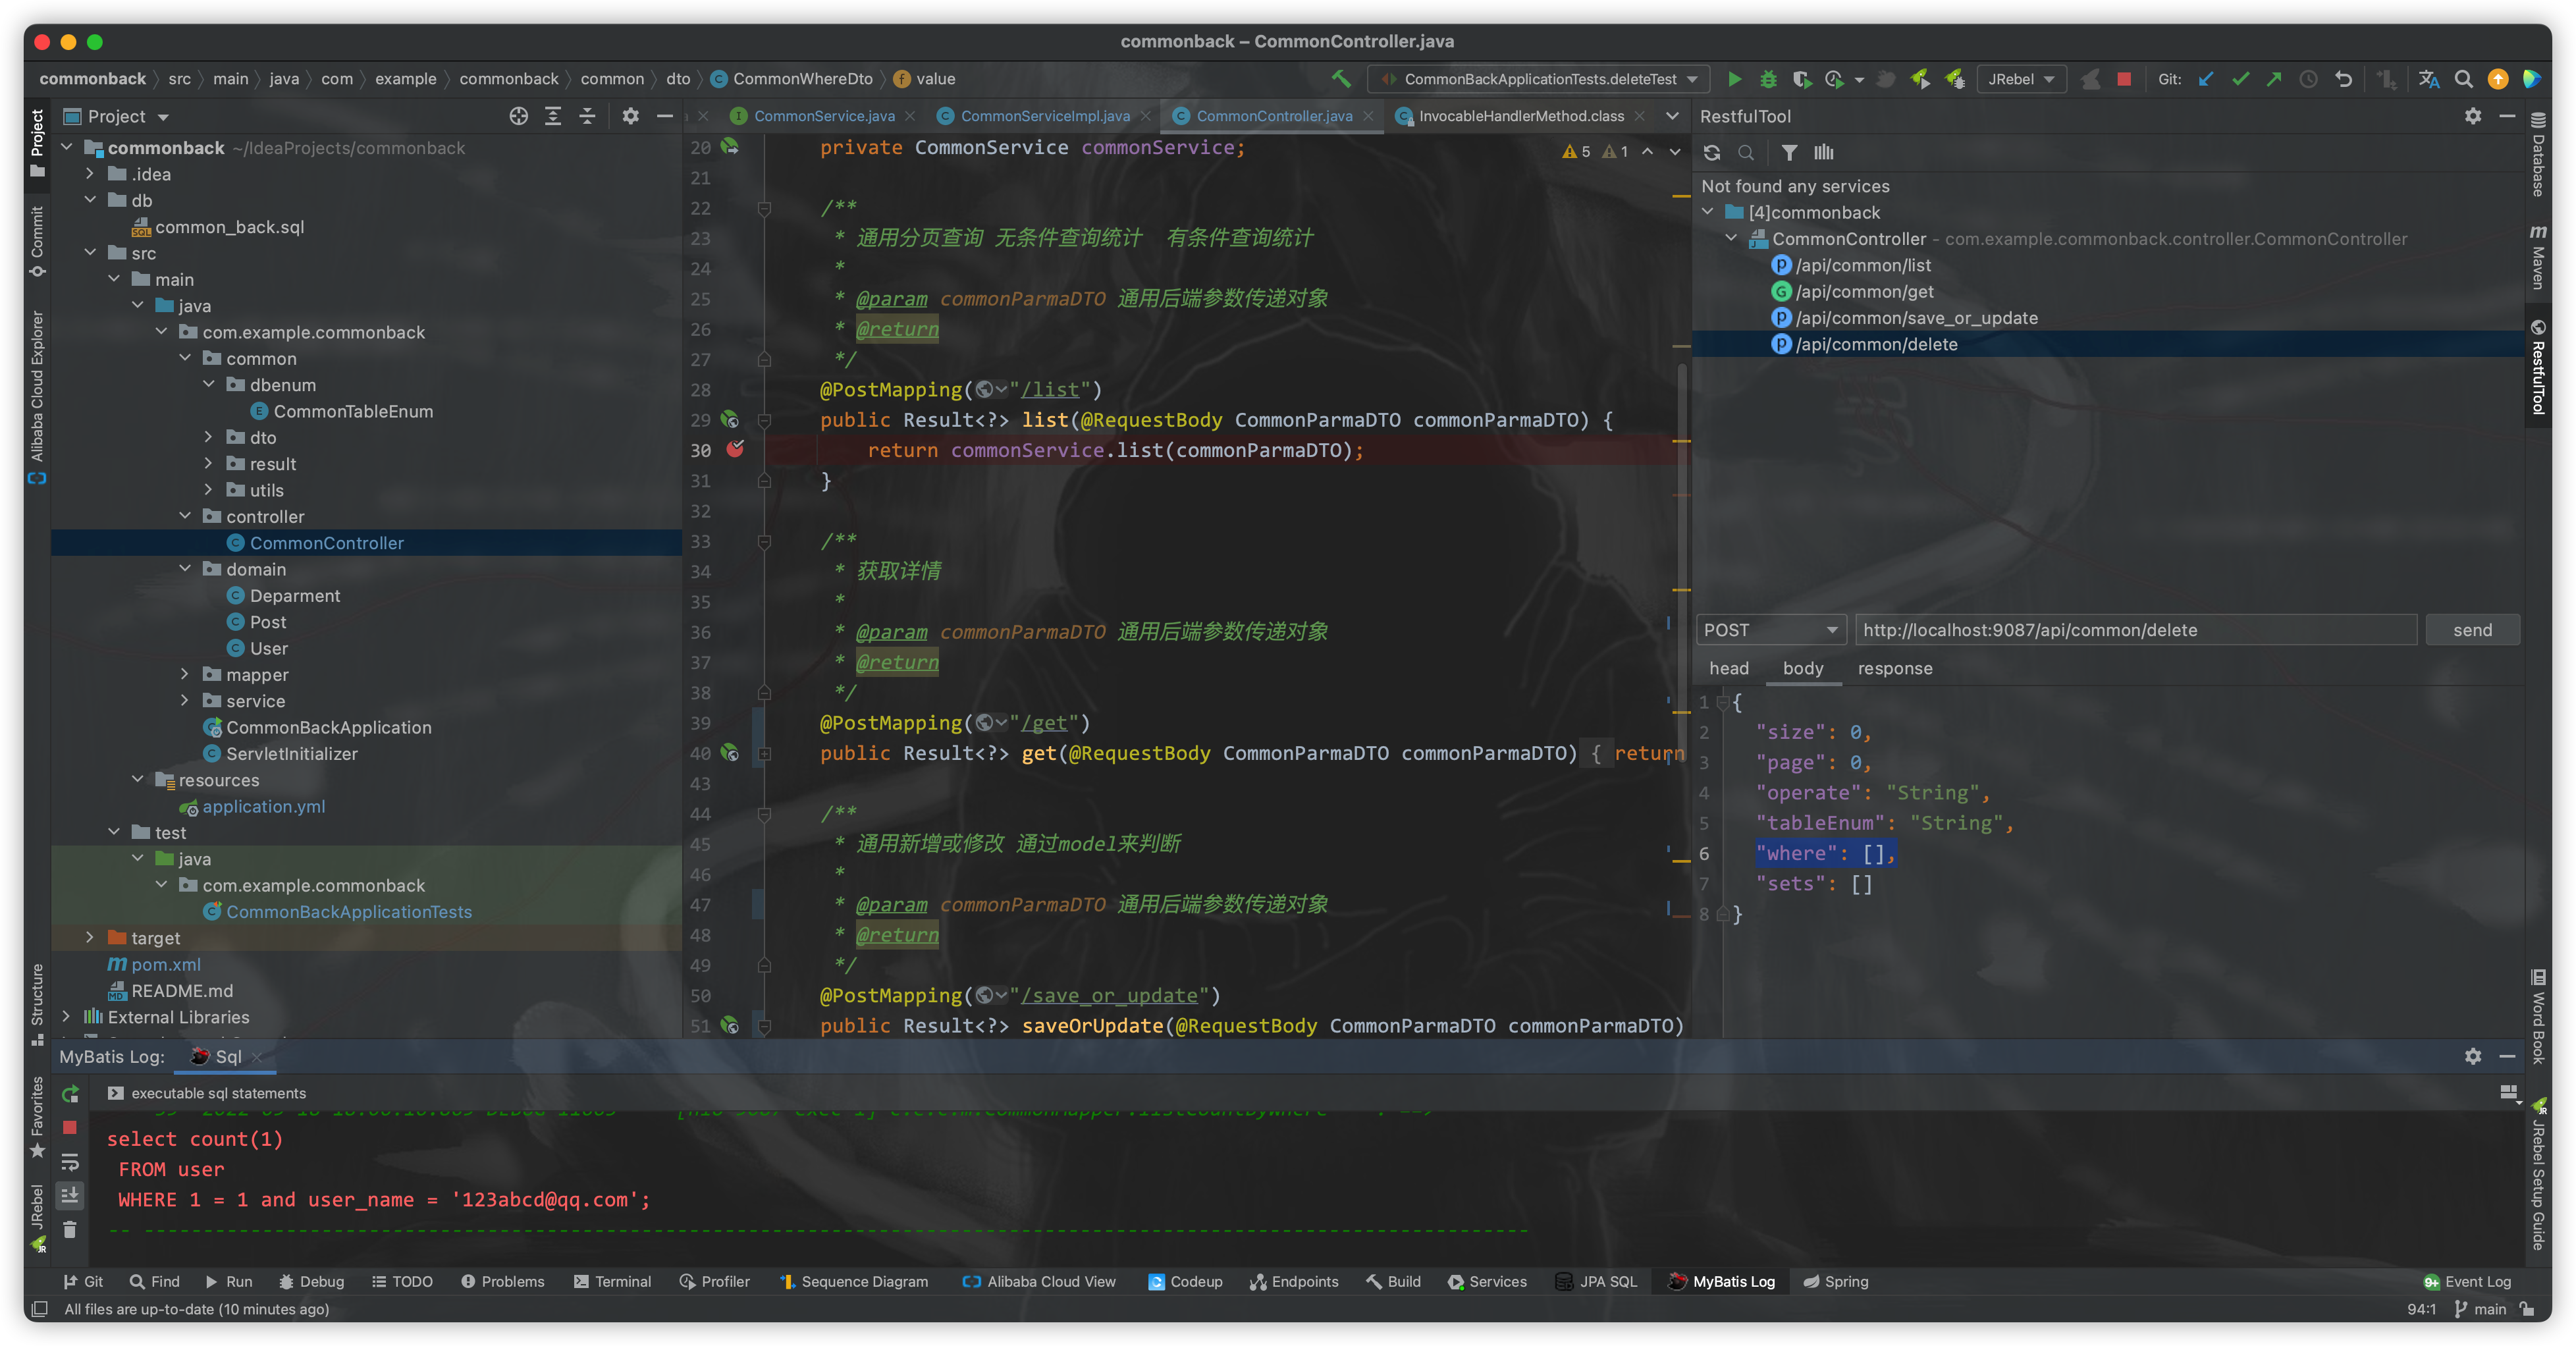 commonback – CommonController.java
commonback src main java com example commonback common dto CommonWhereDto value
CommonBackApplicationTests.deleteTest JRebel Git:
Project
CommonService.java CommonServiceImpl.java CommonController.java InvocableHandlerMethod.class
RestfulTool
Project
Commit
Alibaba Cloud Explorer
Structure
Favorites
JRebel
commonback ~/IdeaProjects/commonback
.idea
db
common_back.sql
src
main
java
com.example.commonback
common
dbenum
CommonTableEnum
dto
result
utils
controller
CommonController
domain
Deparment
Post
User
mapper
service
CommonBackApplication
ServletInitializer
resources
application.yml
test
java
com.example.commonback
CommonBackApplicationTests
target
pom.xml
README.md
External Libraries
5 1
20 private CommonService commonService;
21
22 /**
23 * 通用分页查询 无条件查询统计 有条件查询统计
24 *
25 * @param commonParmaDTO 通用后端参数传递对象
26 * @return
27 */
28 @PostMapping("/list")
29 public Result<?> list(@RequestBody CommonParmaDTO commonParmaDTO) {
30 return commonService.list(commonParmaDTO);
31 }
32
33 /**
34 * 获取详情
35 *
36 * @param commonParmaDTO 通用后端参数传递对象
37 * @return
38 */
39 @PostMapping("/get")
40 public Result<?> get(@RequestBody CommonParmaDTO commonParmaDTO) { return
43
44 /**
45 * 通用新增或修改 通过model来判断
46 *
47 * @param commonParmaDTO 通用后端参数传递对象
48 * @return
49 */
50 @PostMapping("/save_or_update")
51 public Result<?> saveOrUpdate(@RequestBody CommonParmaDTO commonParmaDTO)
Not found any services
[4]commonback
CommonController - com.example.commonback.controller.CommonController
/api/common/list
/api/common/get
/api/common/save_or_update
/api/common/delete
POST http://localhost:9087/api/common/delete send
head body response
1 {
2 "size": 0,
3 "page": 0,
4 "operate": "String",
5 "tableEnum": "String",
6 "where": [],
7 "sets": []
8 }
Database
Maven
RestfulTool
Word Book
JRebel Setup Guide
MyBatis Log: Sql
executable sql statements
select count(1)
FROM user
WHERE 1 = 1 and user_name = '123abcd@qq.com';
Git Find Run Debug TODO Problems Terminal Profiler Sequence Diagram Alibaba Cloud View Codeup Endpoints Build Services JPA SQL MyBatis Log Spring 9+ Event Log
All files are up-to-date (10 minutes ago) 94:1 main